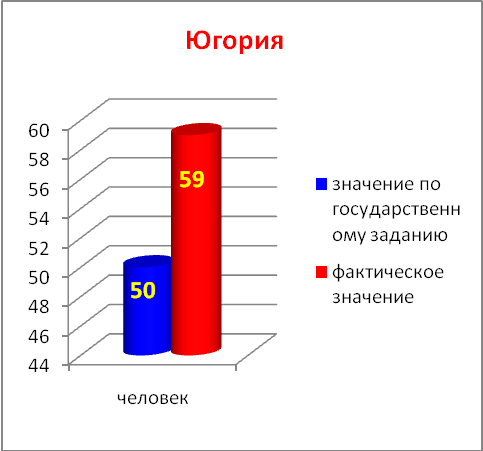 Югория
60
58
56
54
52
50
48
46
44
59
50
человек
значение по
государственн
ому заданию
фактическое
значение